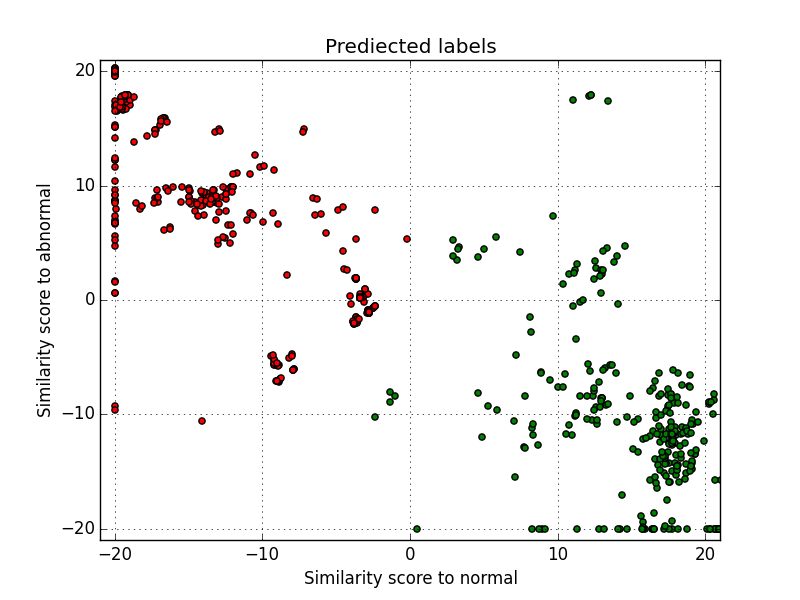 Prediected labels
20
10
0
−10
−20
Similarity score to abnormal
−20 −10 0 10 20
Similarity score to normal